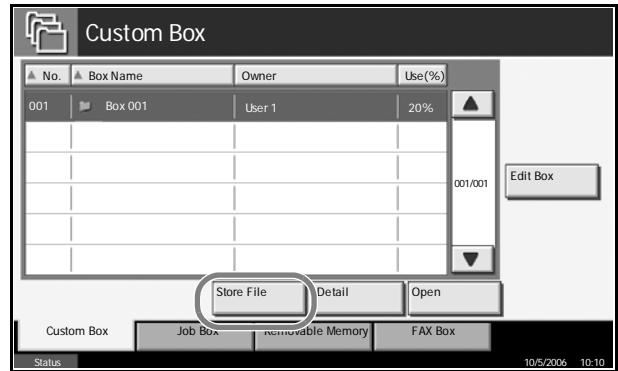 Custom Box
No. Box Name Owner Use(%)
001 Box 001 User 1 20%
001/001
Edit Box
Store File Detail Open
Custom Box Job Box Removable Memory FAX Box
Status 10/5/2006 10:10